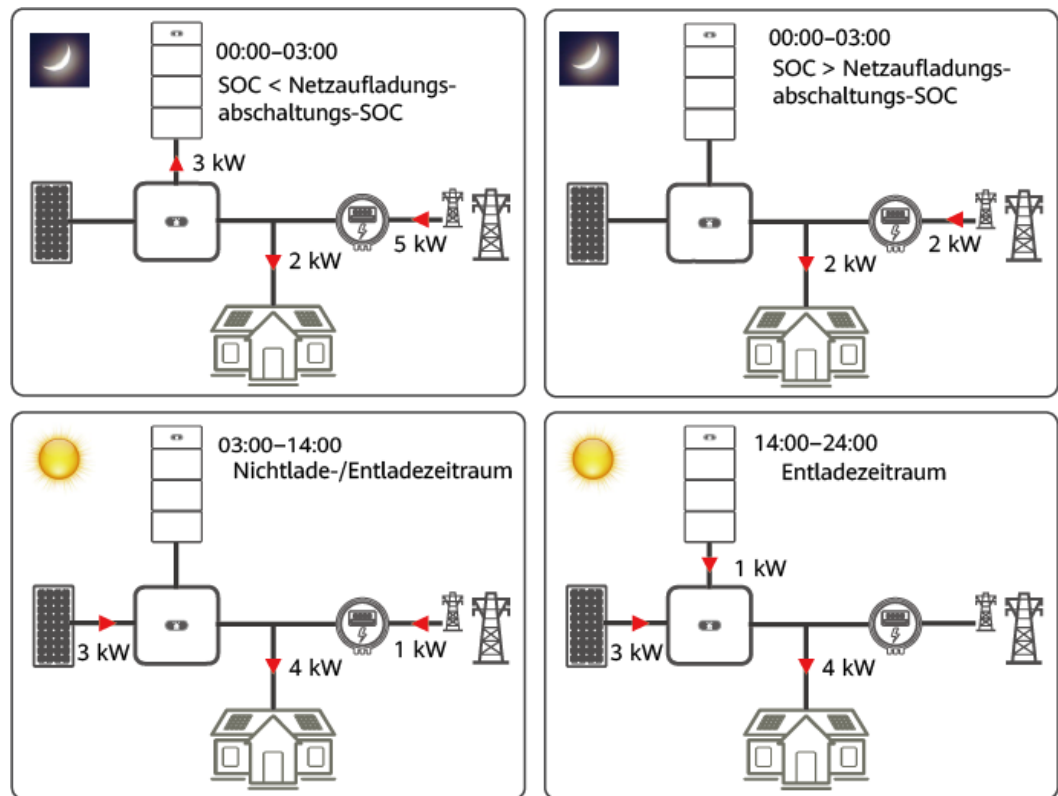 00:00–03:00
SOC < Netzaufladungs-
abschaltungs-SOC
3 kW
5 kW
2 kW
00:00–03:00
SOC > Netzaufladungs-
abschaltungs-SOC
2 kW
2 kW
03:00–14:00
Nichtlade-/Entladezeitraum
3 kW
1 kW
4 kW
14:00–24:00
Entladezeitraum
1 kW
3 kW
4 kW